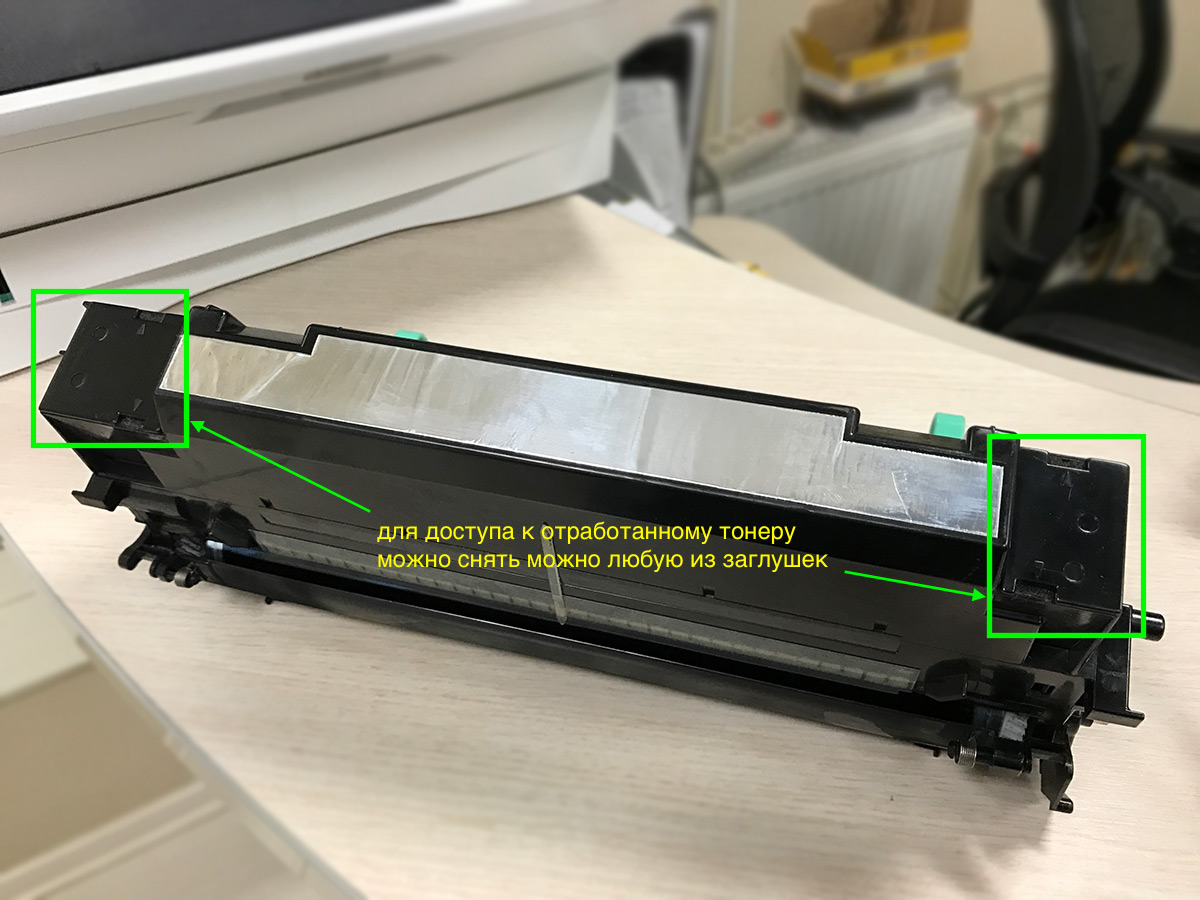 для доступа к отработанному тонеру
можно снять можно любую из заглушек